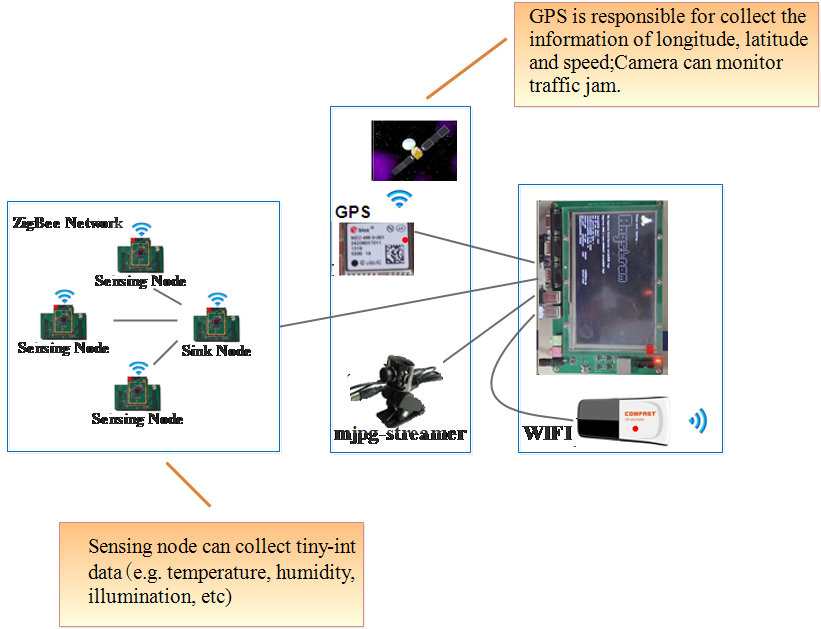 GPS is responsible for collect the
information of longitude, latitude
and speed;Camera can monitor
traffic jam.
ZigBee Network
Sensing Node
Sensing Node
Sink Node
Sensing Node
GPS
mjpg-streamer
WIFI
COMFAST
Sensing node can collect tiny-int
data(e.g. temperature, humidity,
illumination, etc)